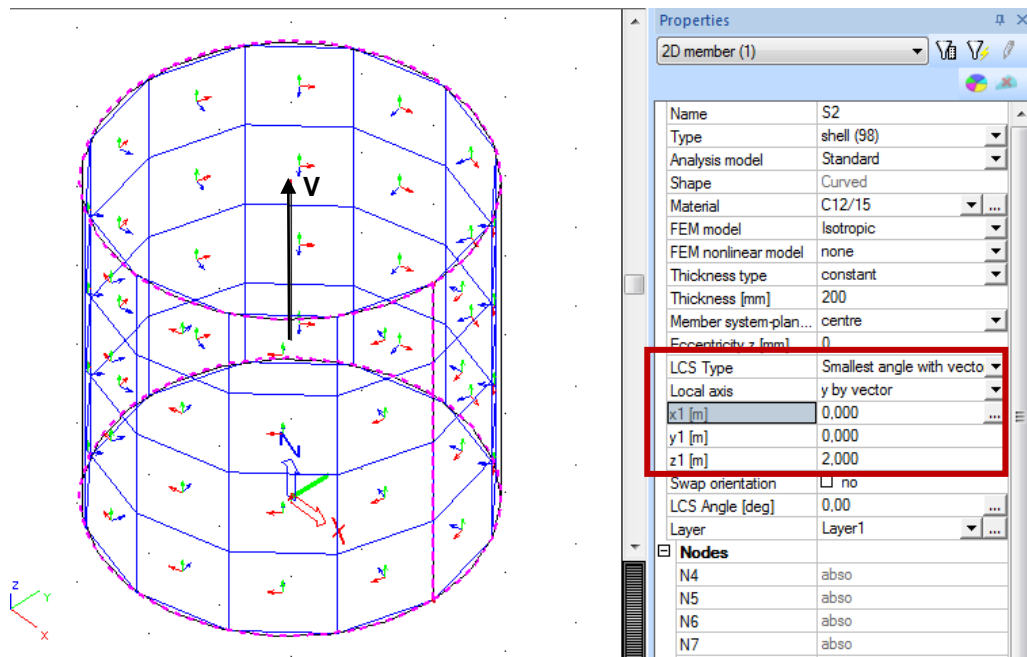 V
Z
X
Z
Y
X
Properties
2D member (1)
Name S2
Type shell (98)
Analysis model Standard
Shape Curved
Material C12/15 ...
FEM model Isotropic
FEM nonlinear model none
Thickness type constant
Thickness [mm] 200
Member system-plan... centre
Eccentricity z [mm] 0
LCS Type Smallest angle with vecto
Local axis y by vector
x1 [m] 0,000 ...
y1 [m] 0,000
z1 [m] 2,000
Swap orientation no
LCS Angle [deg] 0,00 ...
Layer Layer1 ...
Nodes
N4 abso
N5 abso
N6 abso
N7 abso